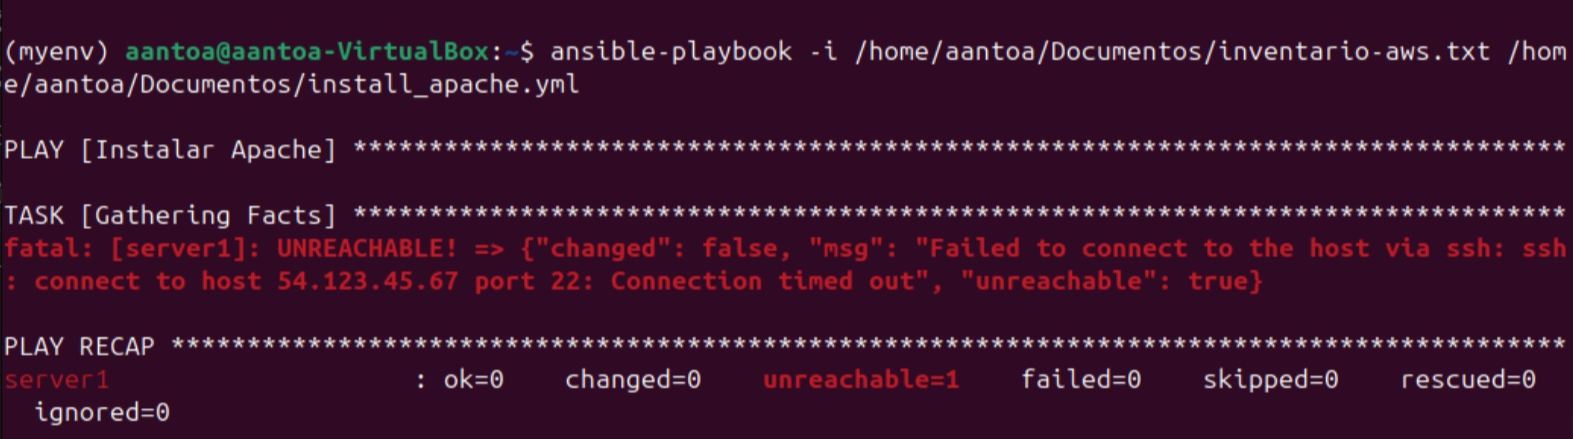 (myenv) aantoa@aantoa-VirtualBox:~$ ansible-playbook -i /home/aantoa/Documentos/inventario-aws.txt /hom
e/aantoa/Documentos/install_apache.yml
PLAY [Instalar Apache] ********************************************************************************
TASK [Gathering Facts] ********************************************************************************
fatal: [server1]: UNREACHABLE! => {"changed": false, "msg": "Failed to connect to the host via ssh: ssh
: connect to host 54.123.45.67 port 22: Connection timed out", "unreachable": true}
PLAY RECAP ********************************************************************************************
server1                    : ok=0    changed=0    unreachable=1    failed=0    skipped=0    rescued=0
  ignored=0